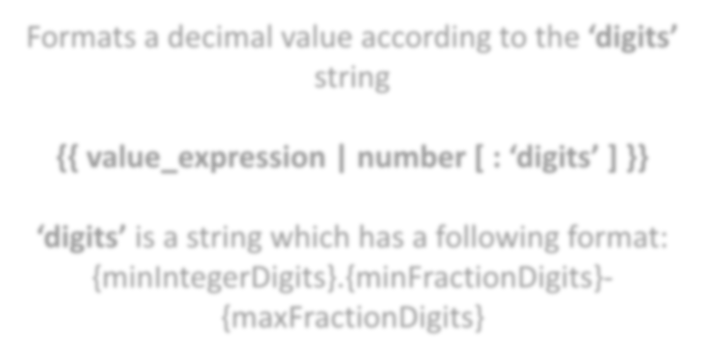 Formats a decimal value according to the ‘digits’
string
{{ value_expression | number [ : ‘digits’ ] }}
‘digits’ is a string which has a following format:
{minIntegerDigits}.{minFractionDigits}-
{maxFractionDigits}